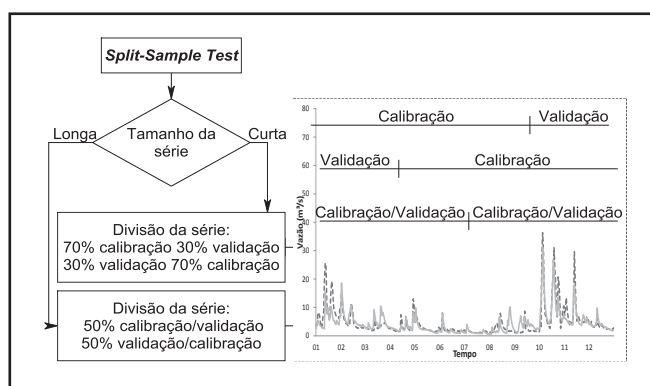 Split-Sample Test
Longa
Tamanho da
série
Curta
Divisão da série:
70% calibração 30% validação
30% validação 70% calibração
Divisão da série:
50% calibração/validação
50% validação/calibração
Calibração Validação
Validação Calibração
Calibração/Validação Calibração/Validação
Vazão (m³/s)
80
70
60
50
40
30
20
10
0
01 02 03 04 05 06 07 08 09 10 11 12
Tempo